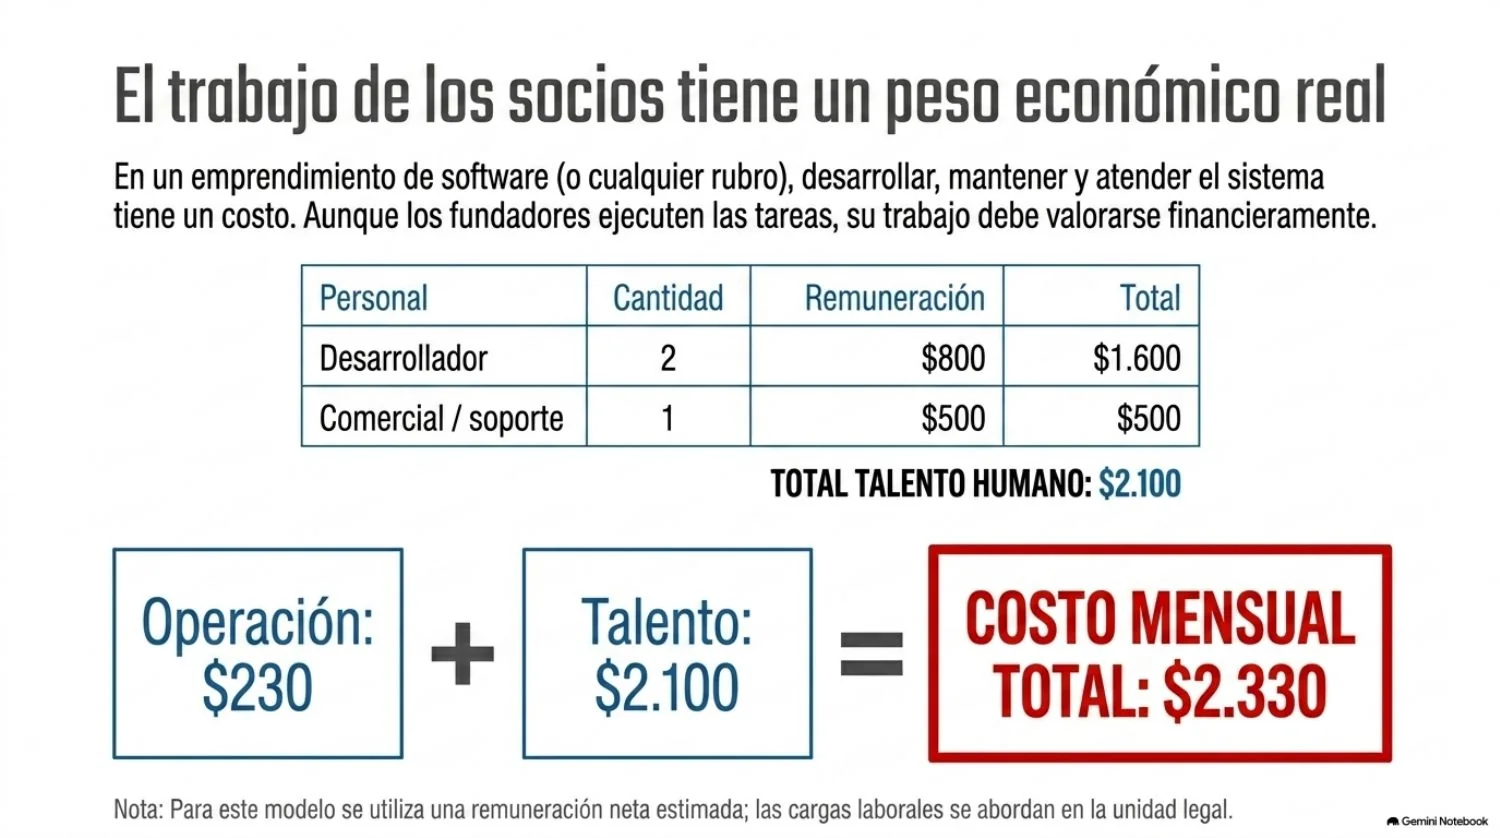 El trabajo de los socios tiene un peso económico real
En un emprendimiento de software (o cualquier rubro), desarrollar, mantener y atender el sistema
tiene un costo. Aunque los fundadores ejecuten las tareas, su trabajo debe valorarse financieramente.
Personal Cantidad Remuneración Total
Desarrollador 2 $800 $1.600
Comercial / soporte 1 $500 $500
TOTAL TALENTO HUMANO: $2.100
Operación:
$230
+
Talento:
$2.100
=
COSTO MENSUAL
TOTAL: $2.330
Nota: Para este modelo se utiliza una remuneración neta estimada; las cargas laborales se abordan en la unidad legal.
Gemini Notebook